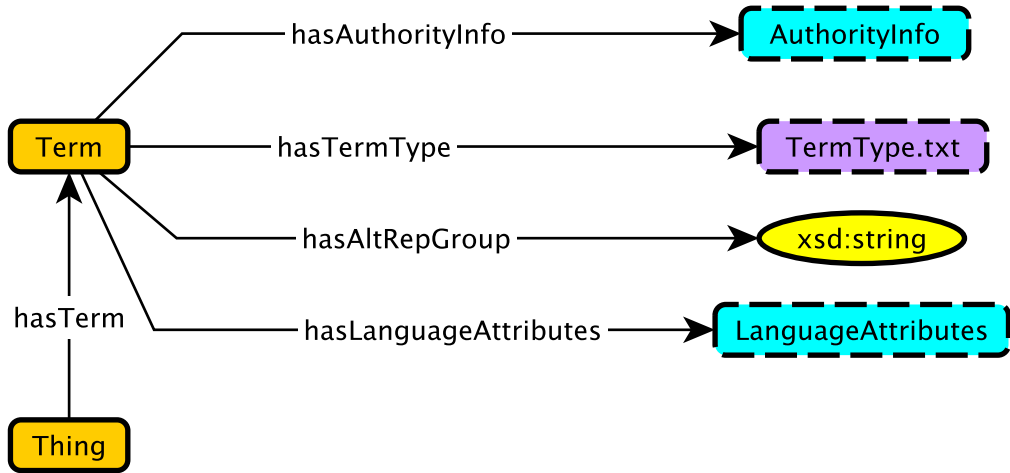 hasAuthorityInfo
AuthorityInfo
Term
hasTermType
TermType.txt
hasAltRepGroup
xsd:string
hasTerm
hasLanguageAttributes
LanguageAttributes
Thing